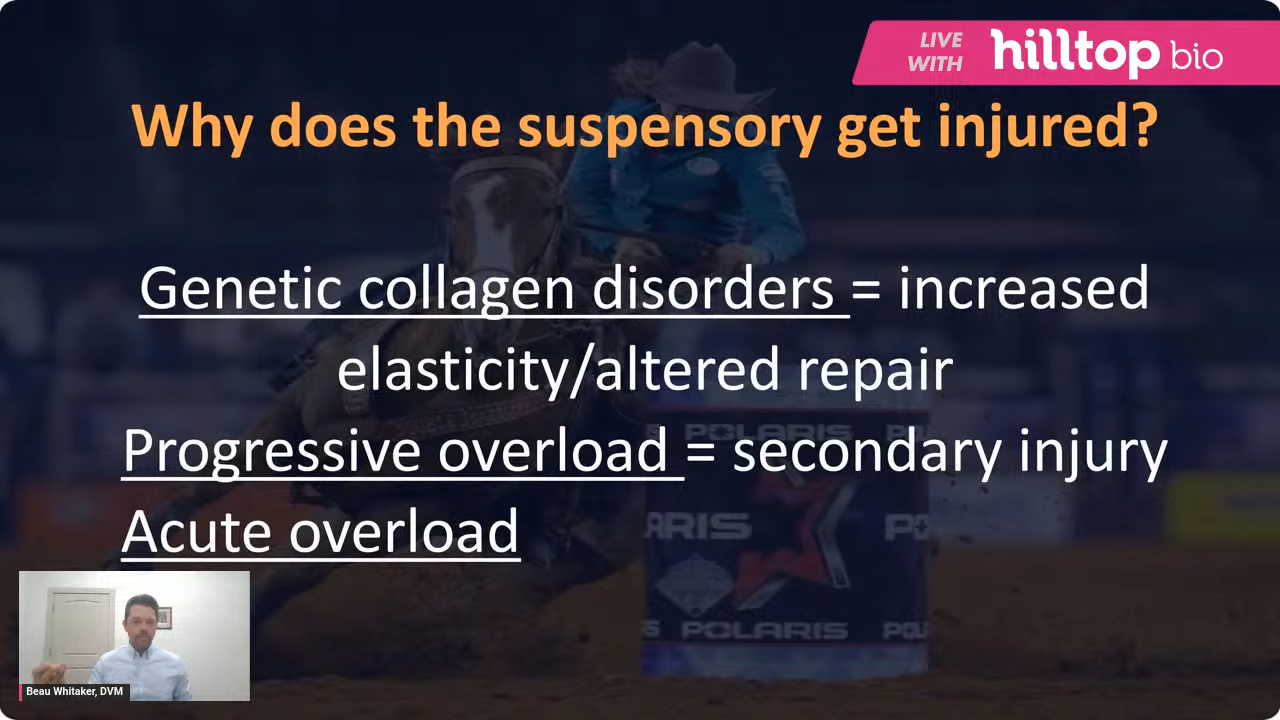 LIVE
WITH
hilltop bio
Why does the suspensory get injured?
Genetic collagen disorders = increased
elasticity/altered repair
Progressive overload = secondary injury
Acute overload
POLARIS
ARIS
POLARIS
Beau Whitaker, DVM